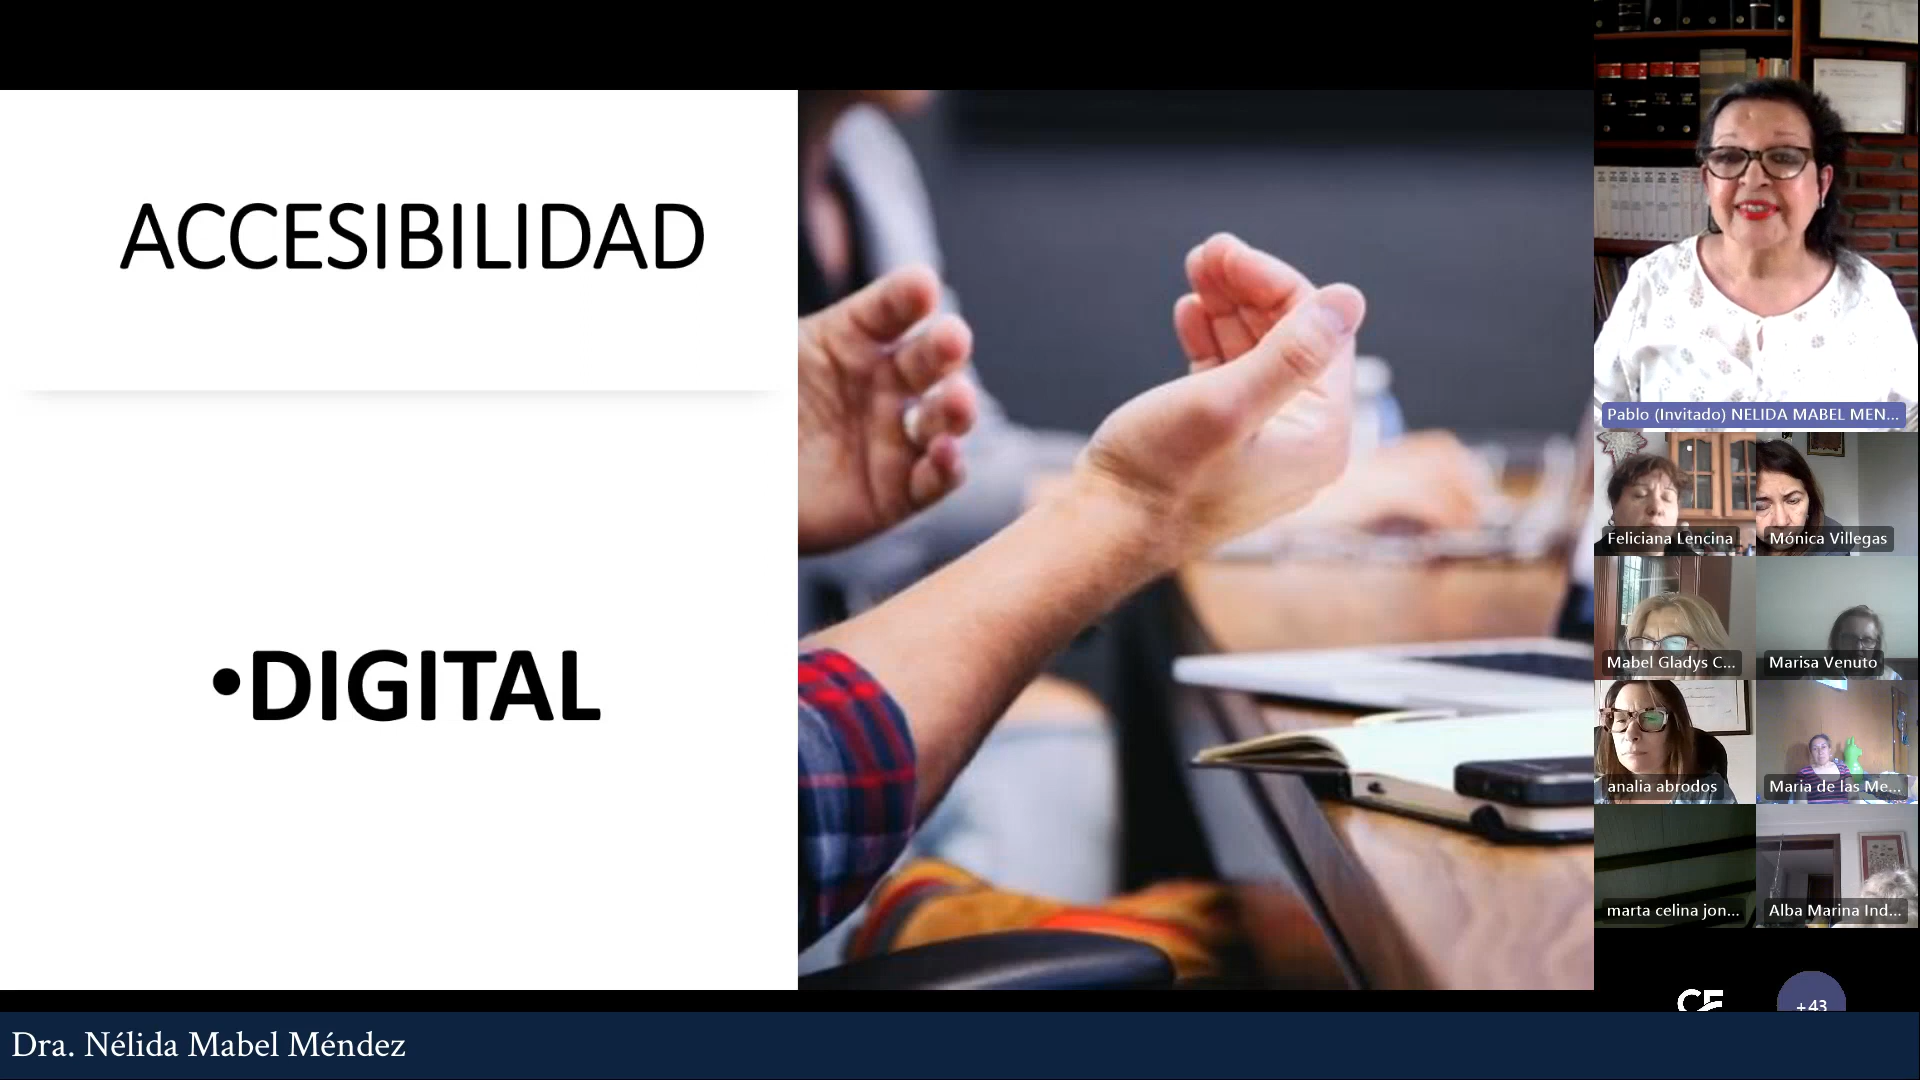 ACCESIBILIDAD
•DIGITAL
Pablo (Invitado) NELIDA MABEL MEN...
Feliciana Lencina
Mónica Villegas
Mabel Gladys C...
Marisa Venuto
analia abrodos
Maria de las Me...
marta celina jon...
Alba Marina Ind...
+43
Dra. Nélida Mabel Méndez